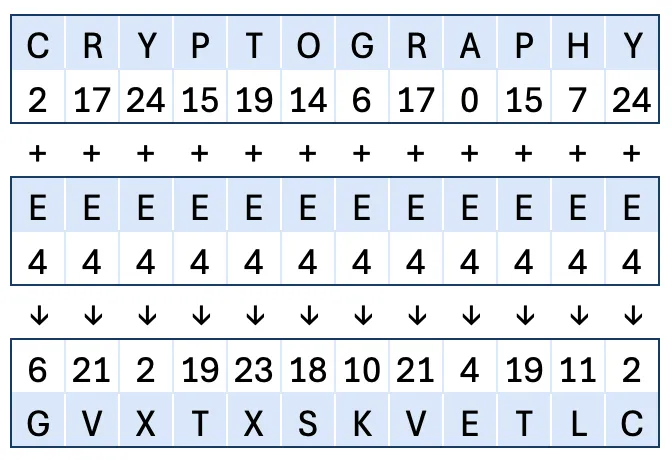 C R Y P T O G R A P H Y
2 17 24 15 19 14 6 17 0 15 7 24
+ + + + + + + + + + + +
E E E E E E E E E E E E
4 4 4 4 4 4 4 4 4 4 4 4
↓ ↓ ↓ ↓ ↓ ↓ ↓ ↓ ↓ ↓ ↓ ↓
6 21 2 19 23 18 10 21 4 19 11 2
G V X T X S K V E T L C